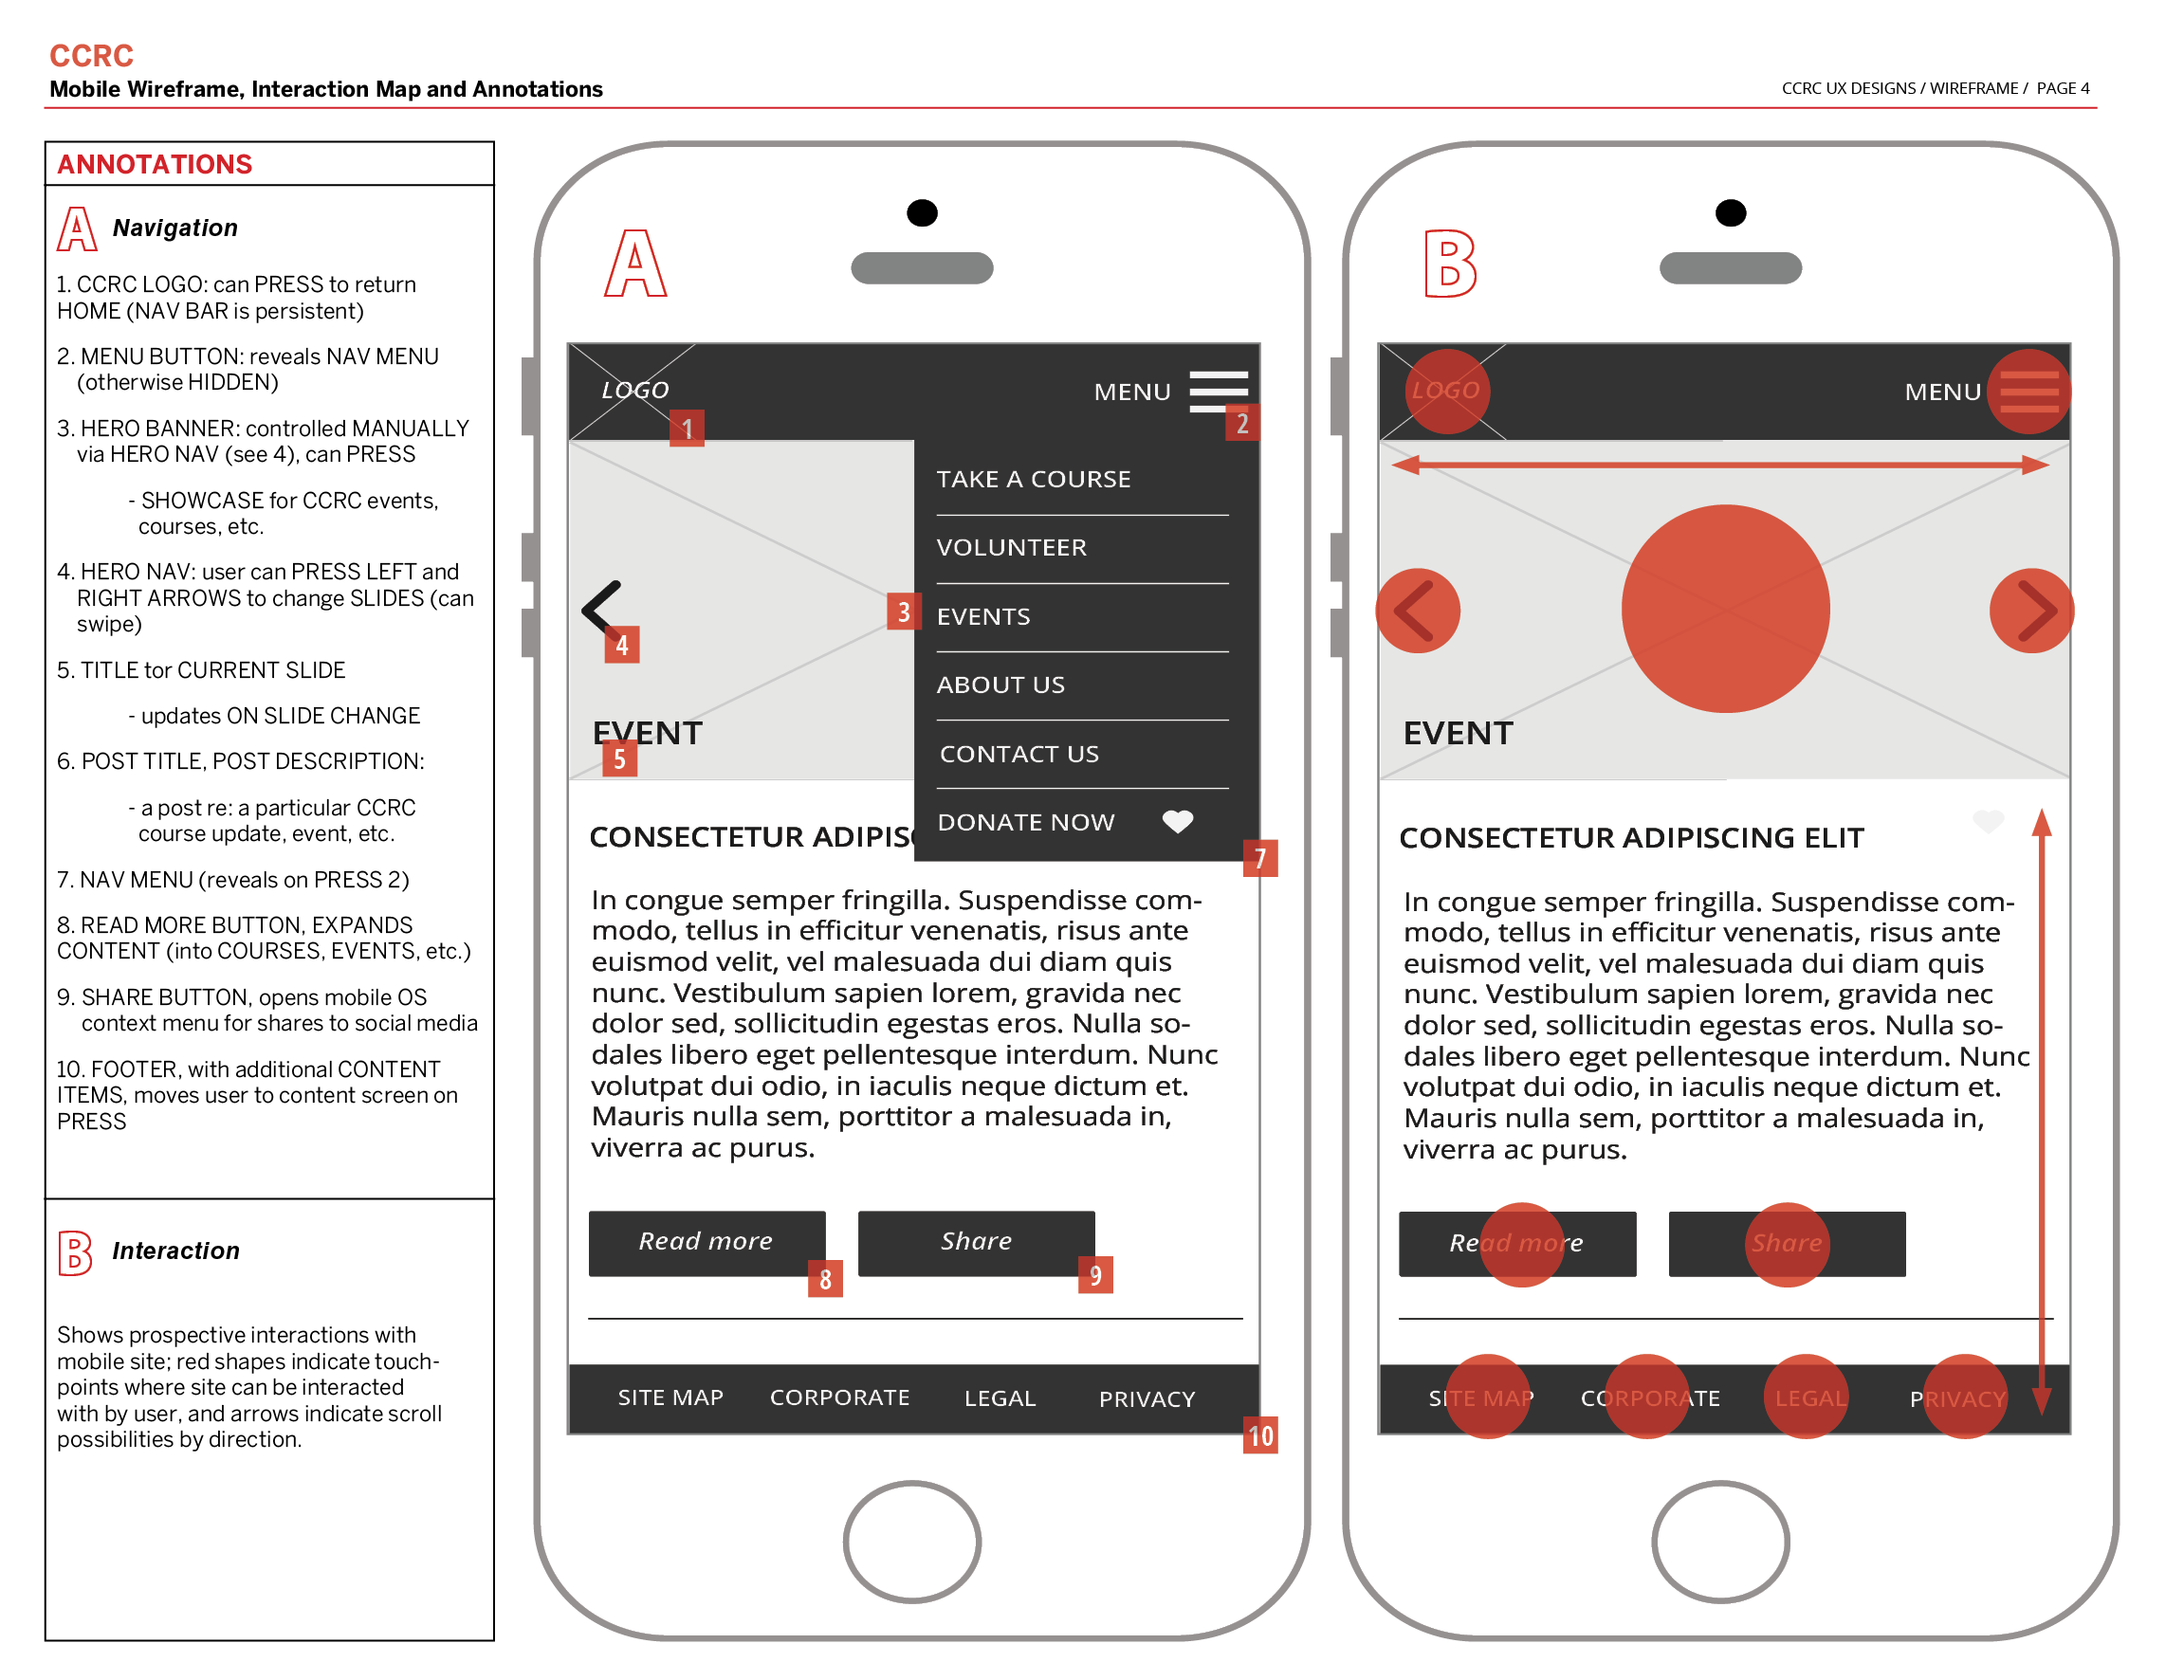 CCRC
Mobile Wireframe, Interaction Map and Annotations
CCRC UX DESIGNS / WIREFRAME / PAGE 4
ANNOTATIONS
A Navigation
1. CCRC LOGO: can PRESS to return
HOME (NAV BAR is persistent)
2. MENU BUTTON: reveals NAV MENU
(otherwise HIDDEN)
3. HERO BANNER: controlled MANUALLY
via HERO NAV (see 4), can PRESS
- SHOWCASE for CCRC events,
courses, etc.
4. HERO NAV: user can PRESS LEFT and
RIGHT ARROWS to change SLIDES (can
swipe)
5. TITLE tor CURRENT SLIDE
- updates ON SLIDE CHANGE
6. POST TITLE, POST DESCRIPTION:
- a post re: a particular CCRC
course update, event, etc.
7. NAV MENU (reveals on PRESS 2)
8. READ MORE BUTTON, EXPANDS
CONTENT (into COURSES, EVENTS, etc.)
9. SHARE BUTTON, opens mobile OS
context menu for shares to social media
10. FOOTER, with additional CONTENT
ITEMS, moves user to content screen on
PRESS
B Interaction
Shows prospective interactions with
mobile site; red shapes indicate touch-
points where site can be interacted
with by user, and arrows indicate scroll
possibilities by direction.
A
LOGO
1
MENU
2
TAKE A COURSE
VOLUNTEER
EVENTS
ABOUT US
CONTACT US
DONATE NOW
3
4
EVENT
5
7
CONSECTETUR ADIPISC
In congue semper fringilla. Suspendisse com-
modo, tellus in efficitur venenatis, risus ante
euismod velit, vel malesuada dui diam quis
nunc. Vestibulum sapien lorem, gravida nec
dolor sed, sollicitudin egestas eros. Nulla so-
dales libero eget pellentesque interdum. Nunc
volutpat dui odio, in iaculis neque dictum et.
Mauris nulla sem, porttitor a malesuada in,
viverra ac purus.
Read more
8
Share
9
SITE MAP CORPORATE LEGAL PRIVACY
10
B
LOGO
MENU
EVENT
CONSECTETUR ADIPISCING ELIT
In congue semper fringilla. Suspendisse com-
modo, tellus in efficitur venenatis, risus ante
euismod velit, vel malesuada dui diam quis
nunc. Vestibulum sapien lorem, gravida nec
dolor sed, sollicitudin egestas eros. Nulla so-
dales libero eget pellentesque interdum. Nunc
volutpat dui odio, in iaculis neque dictum et.
Mauris nulla sem, porttitor a malesuada in,
viverra ac purus.
Read more
Share
SITE MAP CORPORATE LEGAL PRIVACY